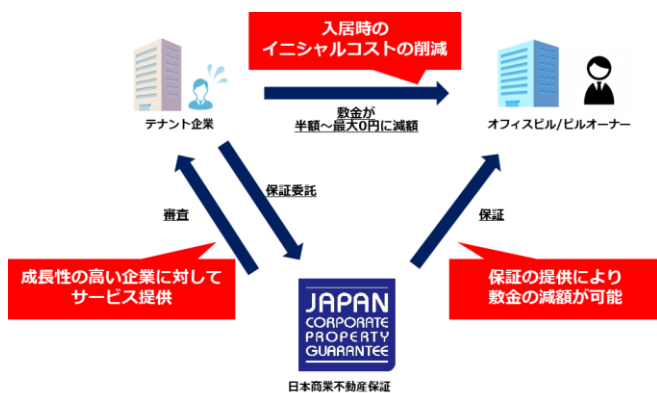 入居時の
イニシャルコストの削減
テナント企業
敷金が
半額～最大0円に減額
オフィスビル/ビルオーナー
審査
保証委託
保証
成長性の高い企業に対して
サービス提供
保証の提供により
敷金の減額が可能
JAPAN
CORPORATE
PROPERTY
GUARANTEE
日本商業不動産保証